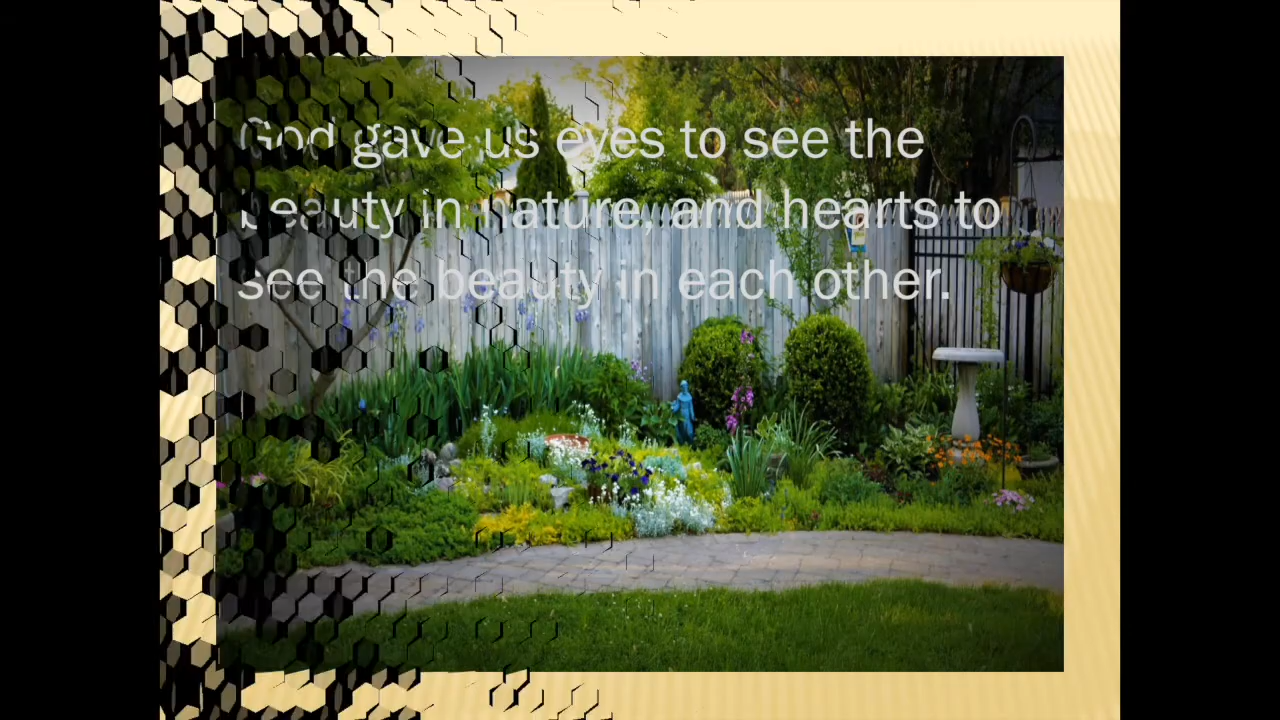 God gave us eyes to see the
beauty in nature, and hearts to
see the beauty in each other.